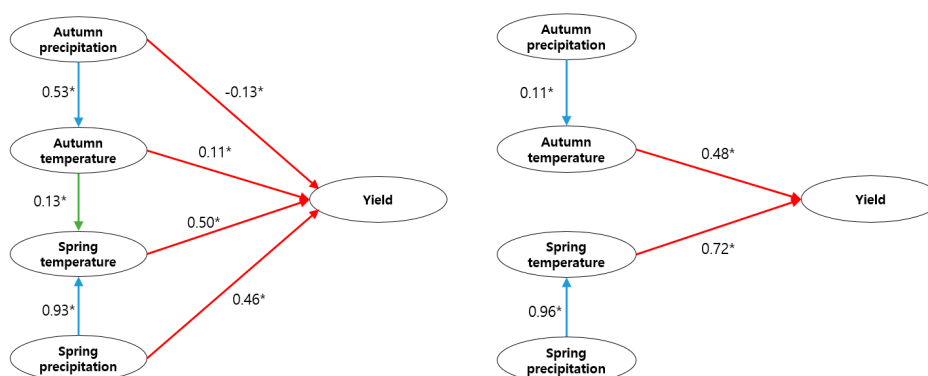 Autumn
precipitation
0.53*
-0.13*
Autumn
temperature
0.11*
0.13*
Yield
0.50*
Spring
temperature
0.93*
0.46*
Spring
precipitation
Autumn
precipitation
0.11*
Autumn
temperature
0.48*
Yield
0.72*
Spring
temperature
0.96*
Spring
precipitation